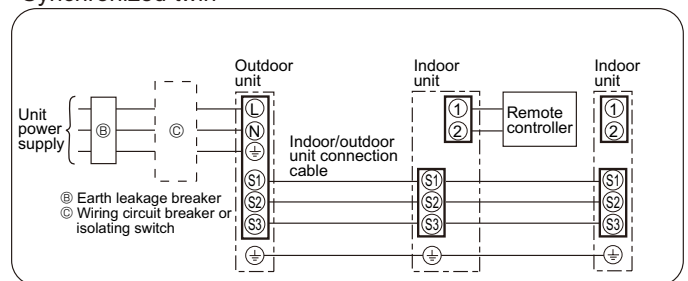 Synchronized twin
Outdoor unit
Indoor unit
Indoor unit
Unit power supply
Ⓑ
Ⓒ
L
N
⏚
S1
S2
S3
⏚
Indoor/outdoor unit connection cable
1
2
Remote controller
S1
S2
S3
⏚
1
2
S1
S2
S3
⏚
Ⓑ Earth leakage breaker
Ⓒ Wiring circuit breaker or
isolating switch